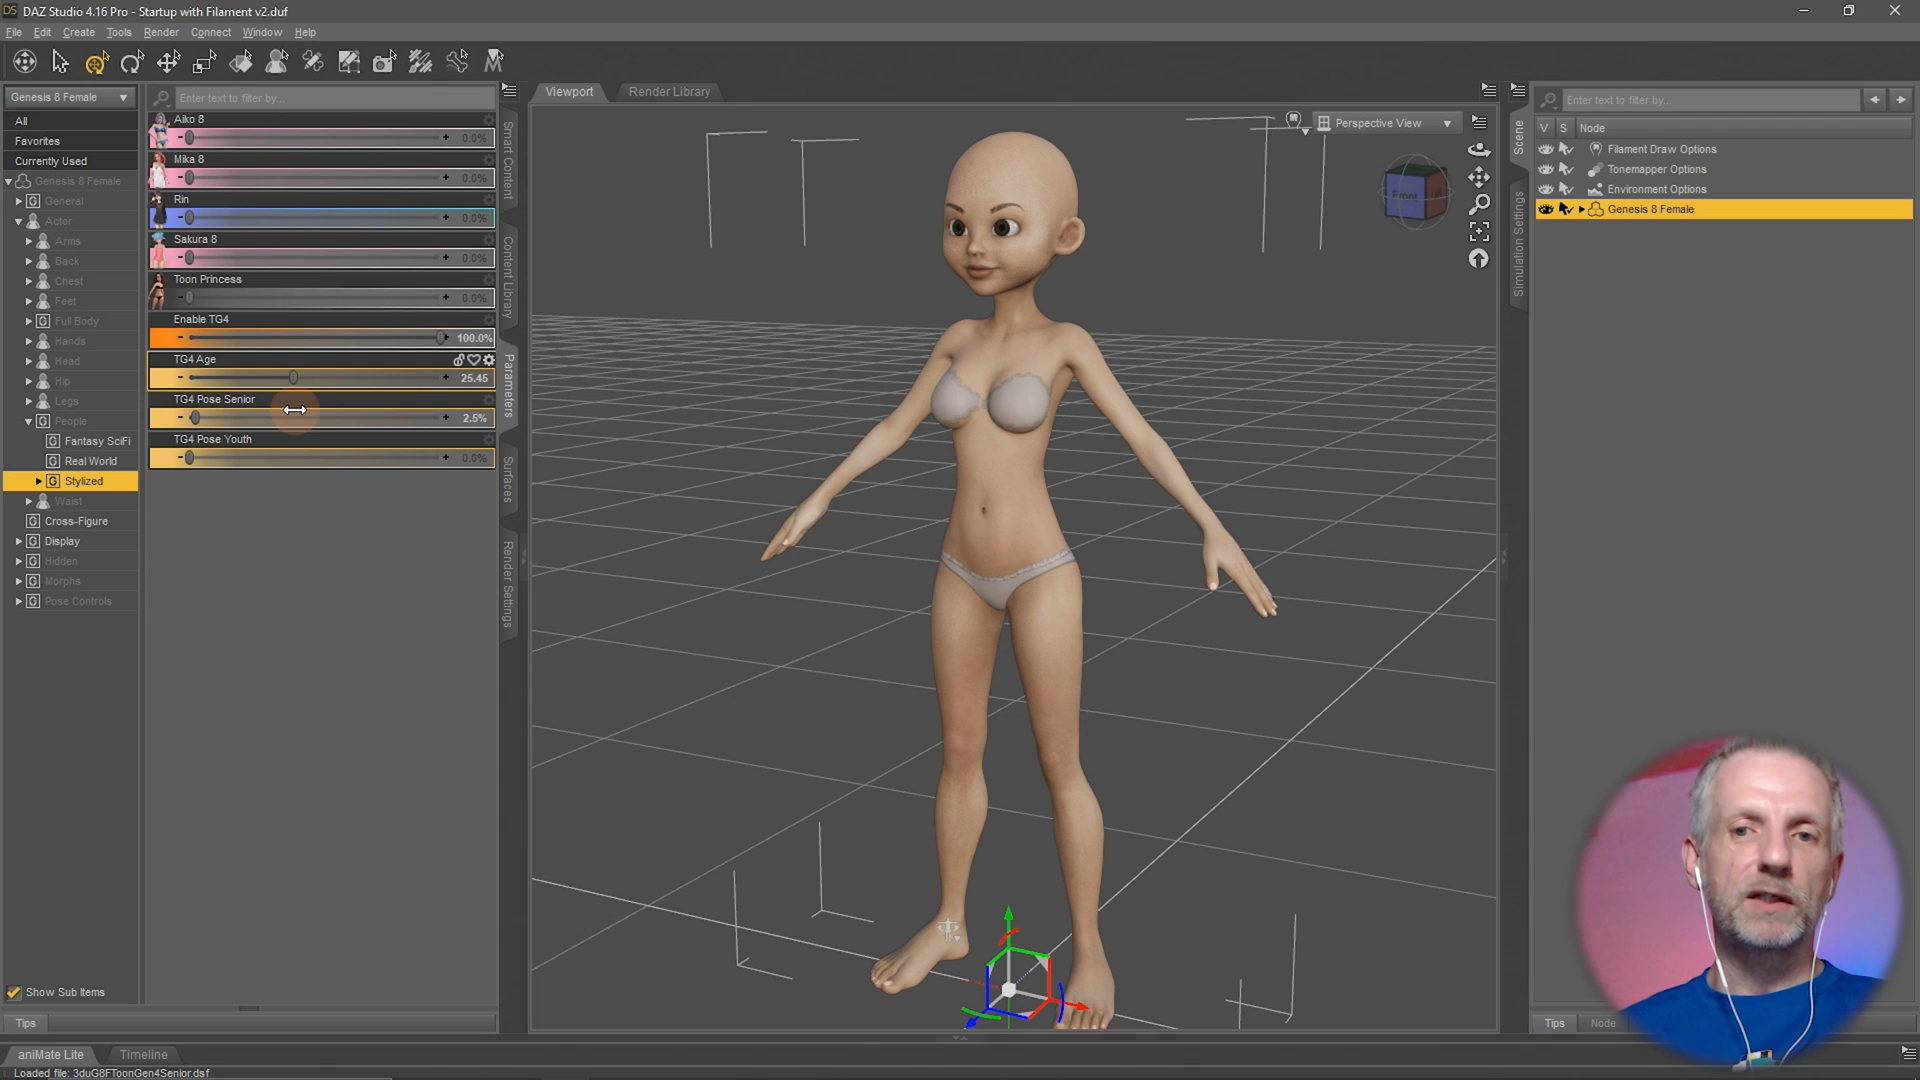 DAZ Studio 4.16 Pro - Startup with Filament v2.duf
File Edit Create Tools Render Connect Window Help
Genesis 8 Female
All
Favorites
Currently Used
Genesis 8 Female
General
Actor
Arms
Back
Chest
Feet
Full Body
Hands
Head
Hip
Legs
People
Fantasy SciFi
Real World
Stylized
Waist
Cross-Figure
Display
Hidden
Morphs
Pose Controls
Show Sub Items
Tips
Enter text to filter by...
Aiko 8
0.0%
Mika 8
0.0%
Rin
0.0%
Sakura 8
0.0%
Toon Princess
0.0%
Enable TG4
100.0%
TG4 Age
25.45
TG4 Pose Senior
2.5%
TG4 Pose Youth
0.0%
Smart Content
Content Library
Parameters
Surfaces
Render Settings
Viewport Render Library
Perspective View
Front
Scene
Simulation Settings
Enter text to filter by...
V S Node
Filament Draw Options
Tonemapper Options
Environment Options
Genesis 8 Female
Tips Node
aniMate Lite Timeline
Loaded file: 3duG8FToonGen4Senior.dsf